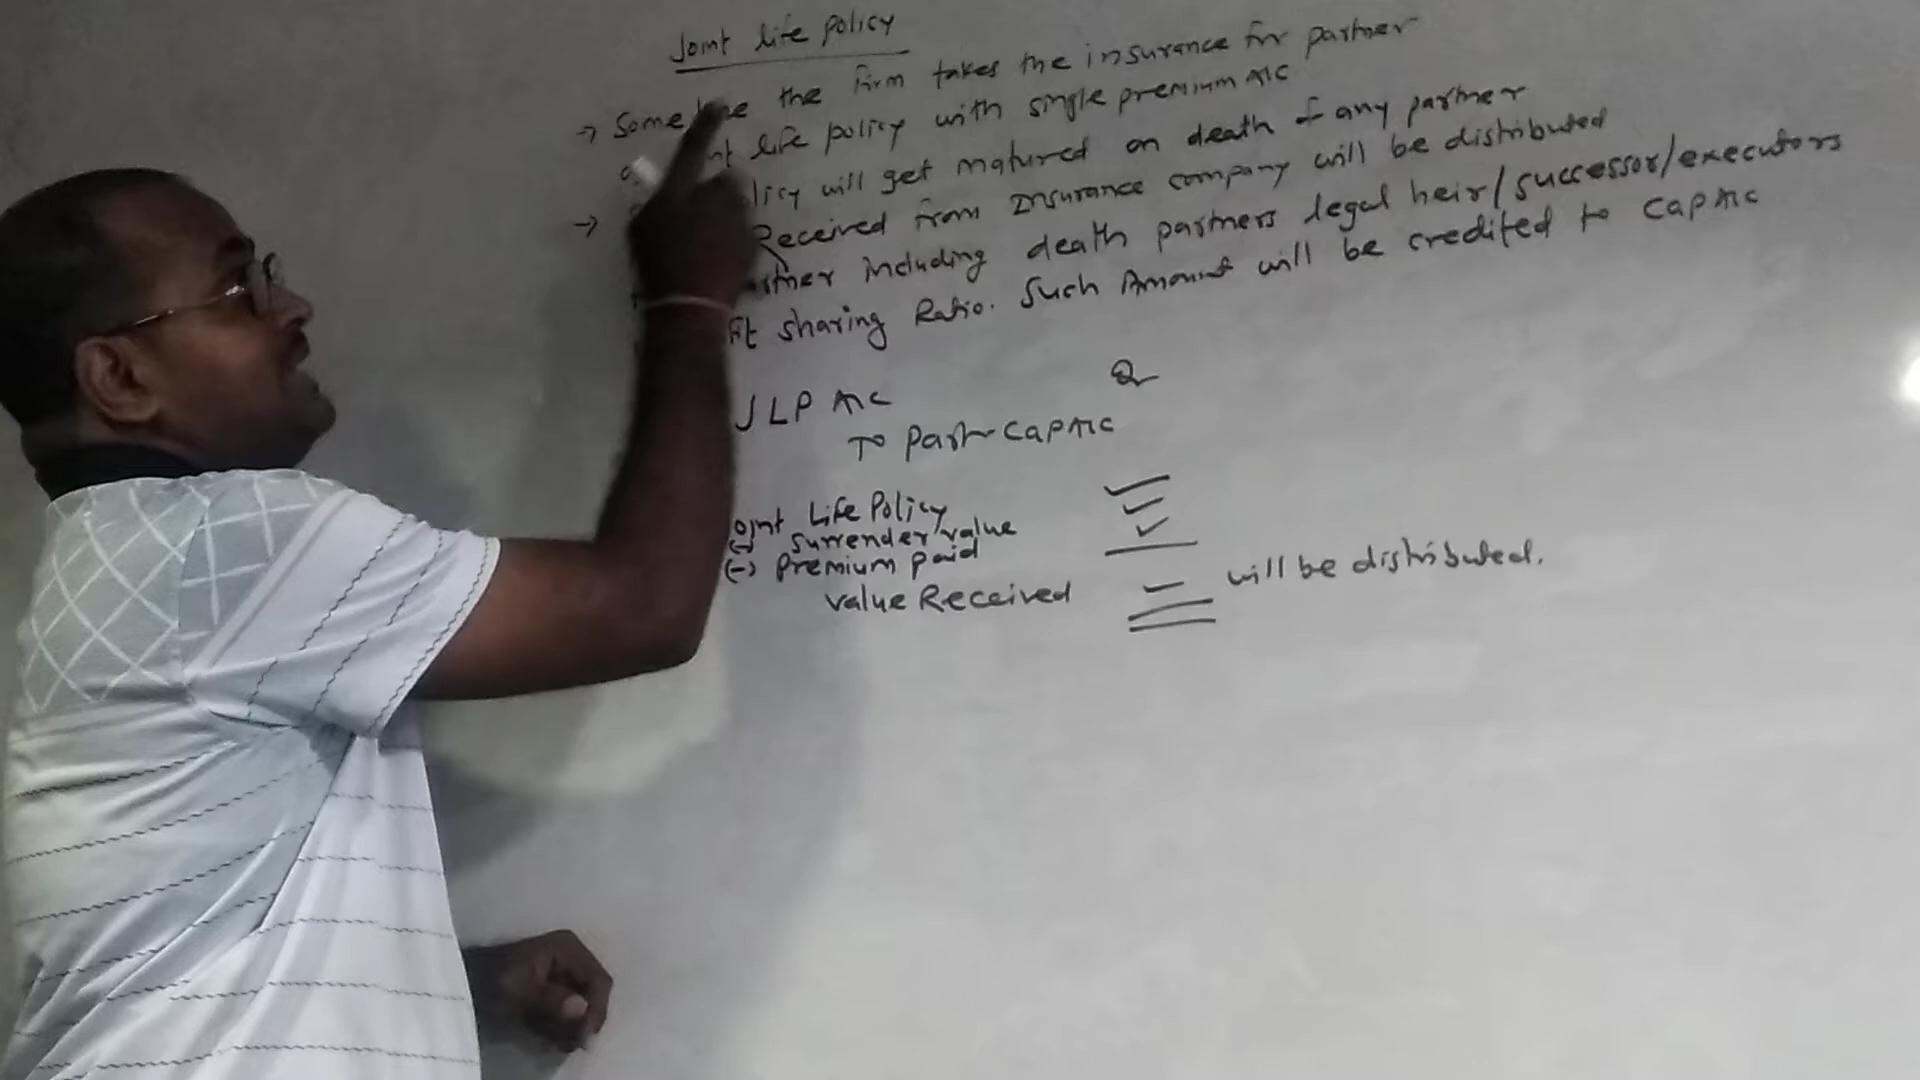 Joint life policy
→ Some the firm takes the insurance for partner
life policy with single premium A/c
→ will get matured on death of any partner
Received from Insurance company will be distributed
including death partners legal heir/successor/executors
sharing Ratio. Such Amount will be credited to Cap A/c
JLP A/c Dr
To Part Cap A/c
Life Policy
(-) surrender value
(-) Premium paid
value Received will be distributed.